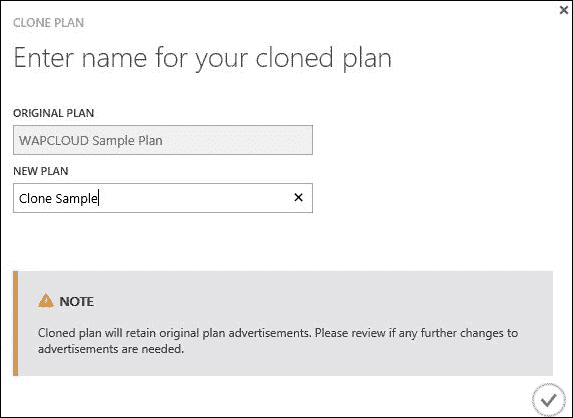 CLONE PLAN
Enter name for your cloned plan
ORIGINAL PLAN
WAPCLOUD Sample Plan
NEW PLAN
Clone Sample
NOTE
Cloned plan will retain original plan advertisements. Please review if any further changes to
advertisements are needed.